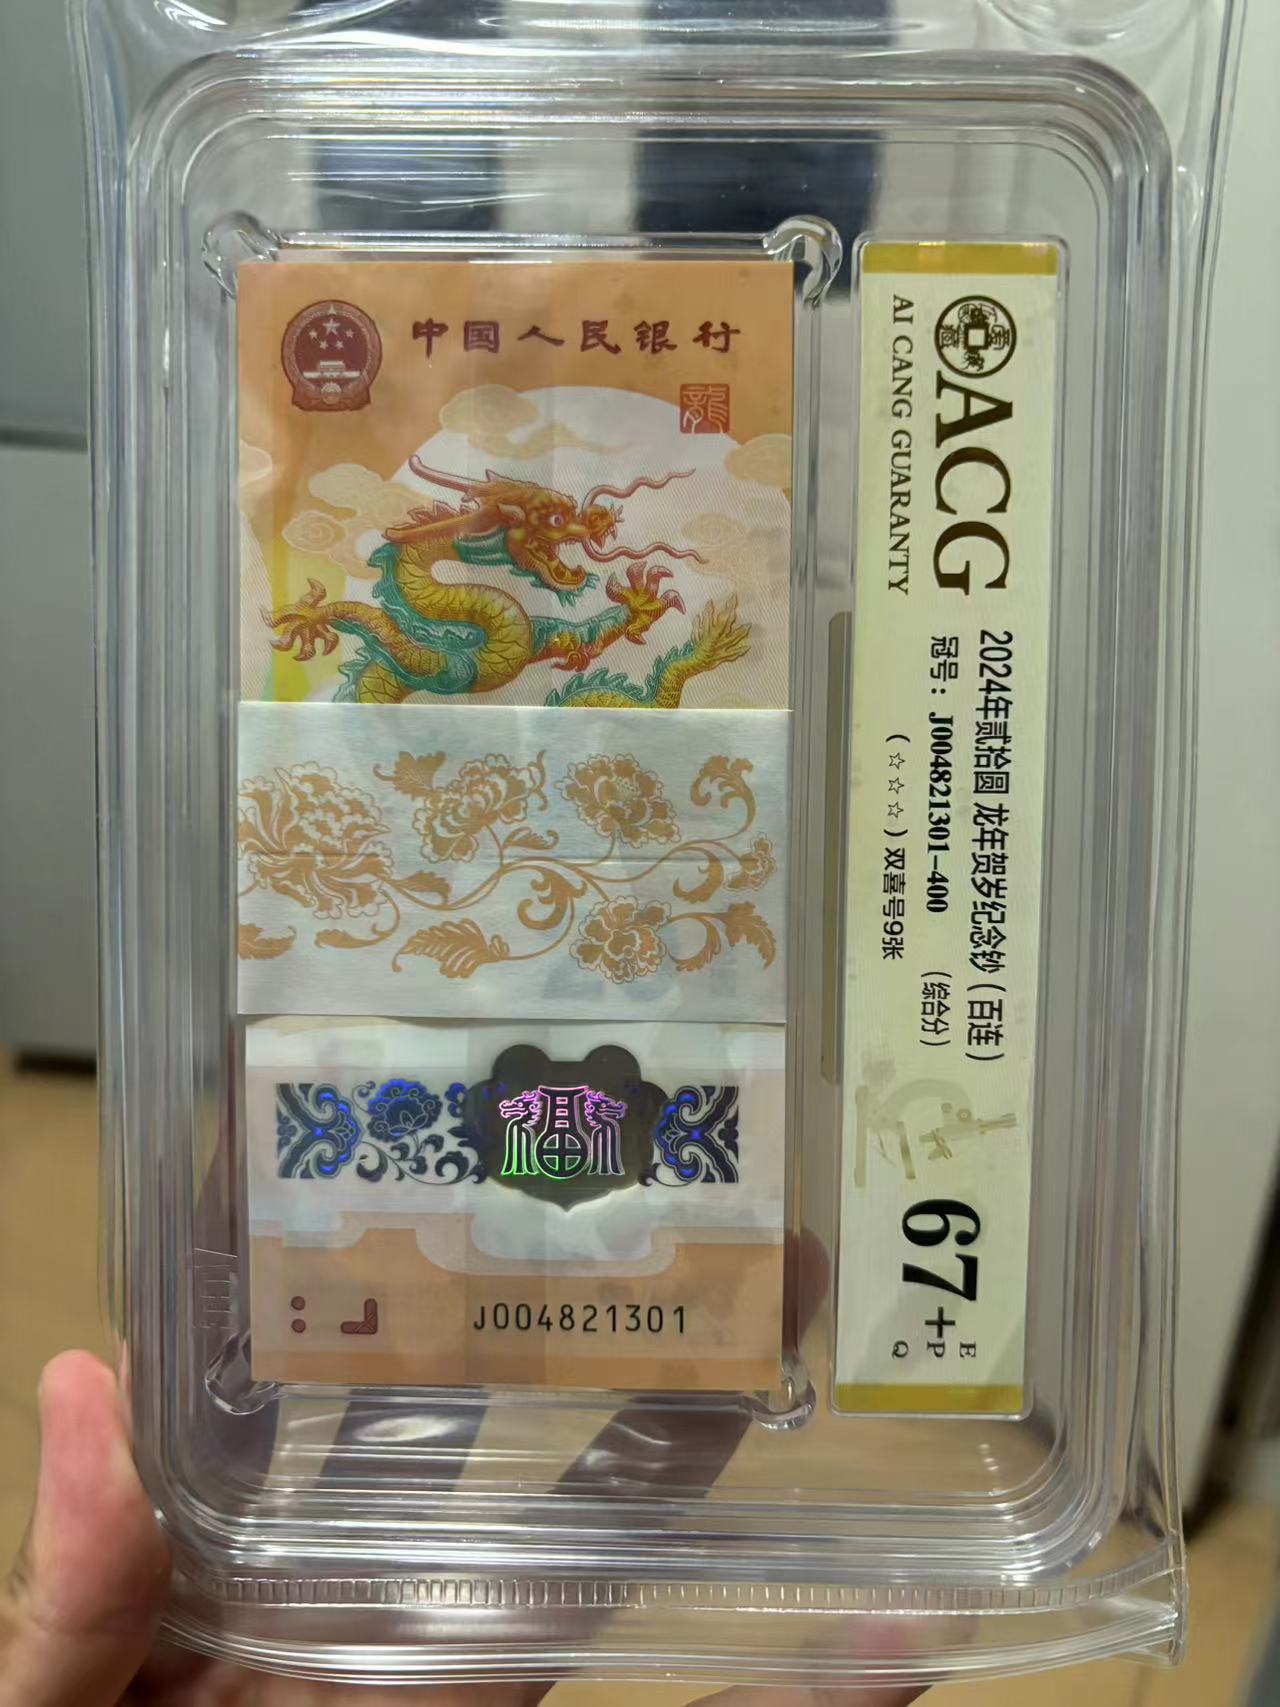 中国人民银行
龍
J004821301
ACG
AI CANG GUARANTY
2024年贰拾圆 龙年贺岁纪念钞（百连）
冠号：J004821301-400 （综合分）
（☆☆☆）双喜号9张
67+
E
P
Q